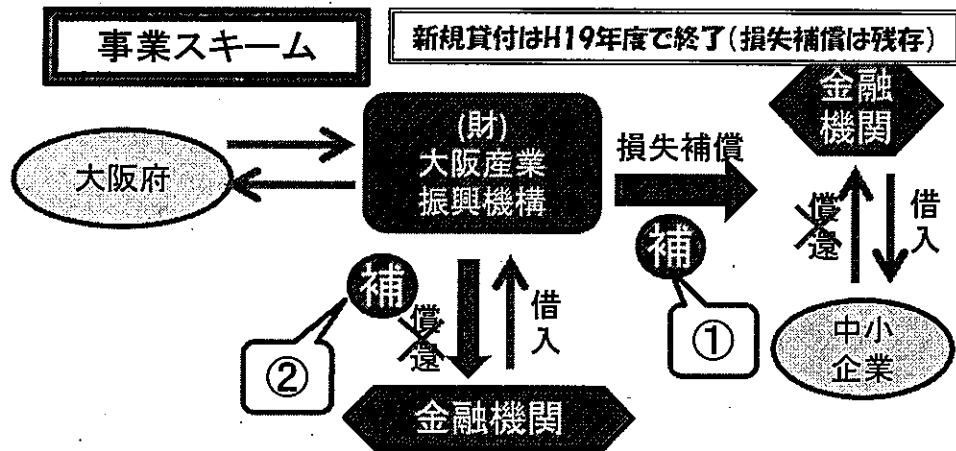 事業スキーム
新規貸付はH19年度で終了(損失補償は残存)
金融
機関
(財)
大阪産業
振興機構
大阪府
損失補償
補
①
償還
借入
中小
企業
補
②
償還
借入
金融機関